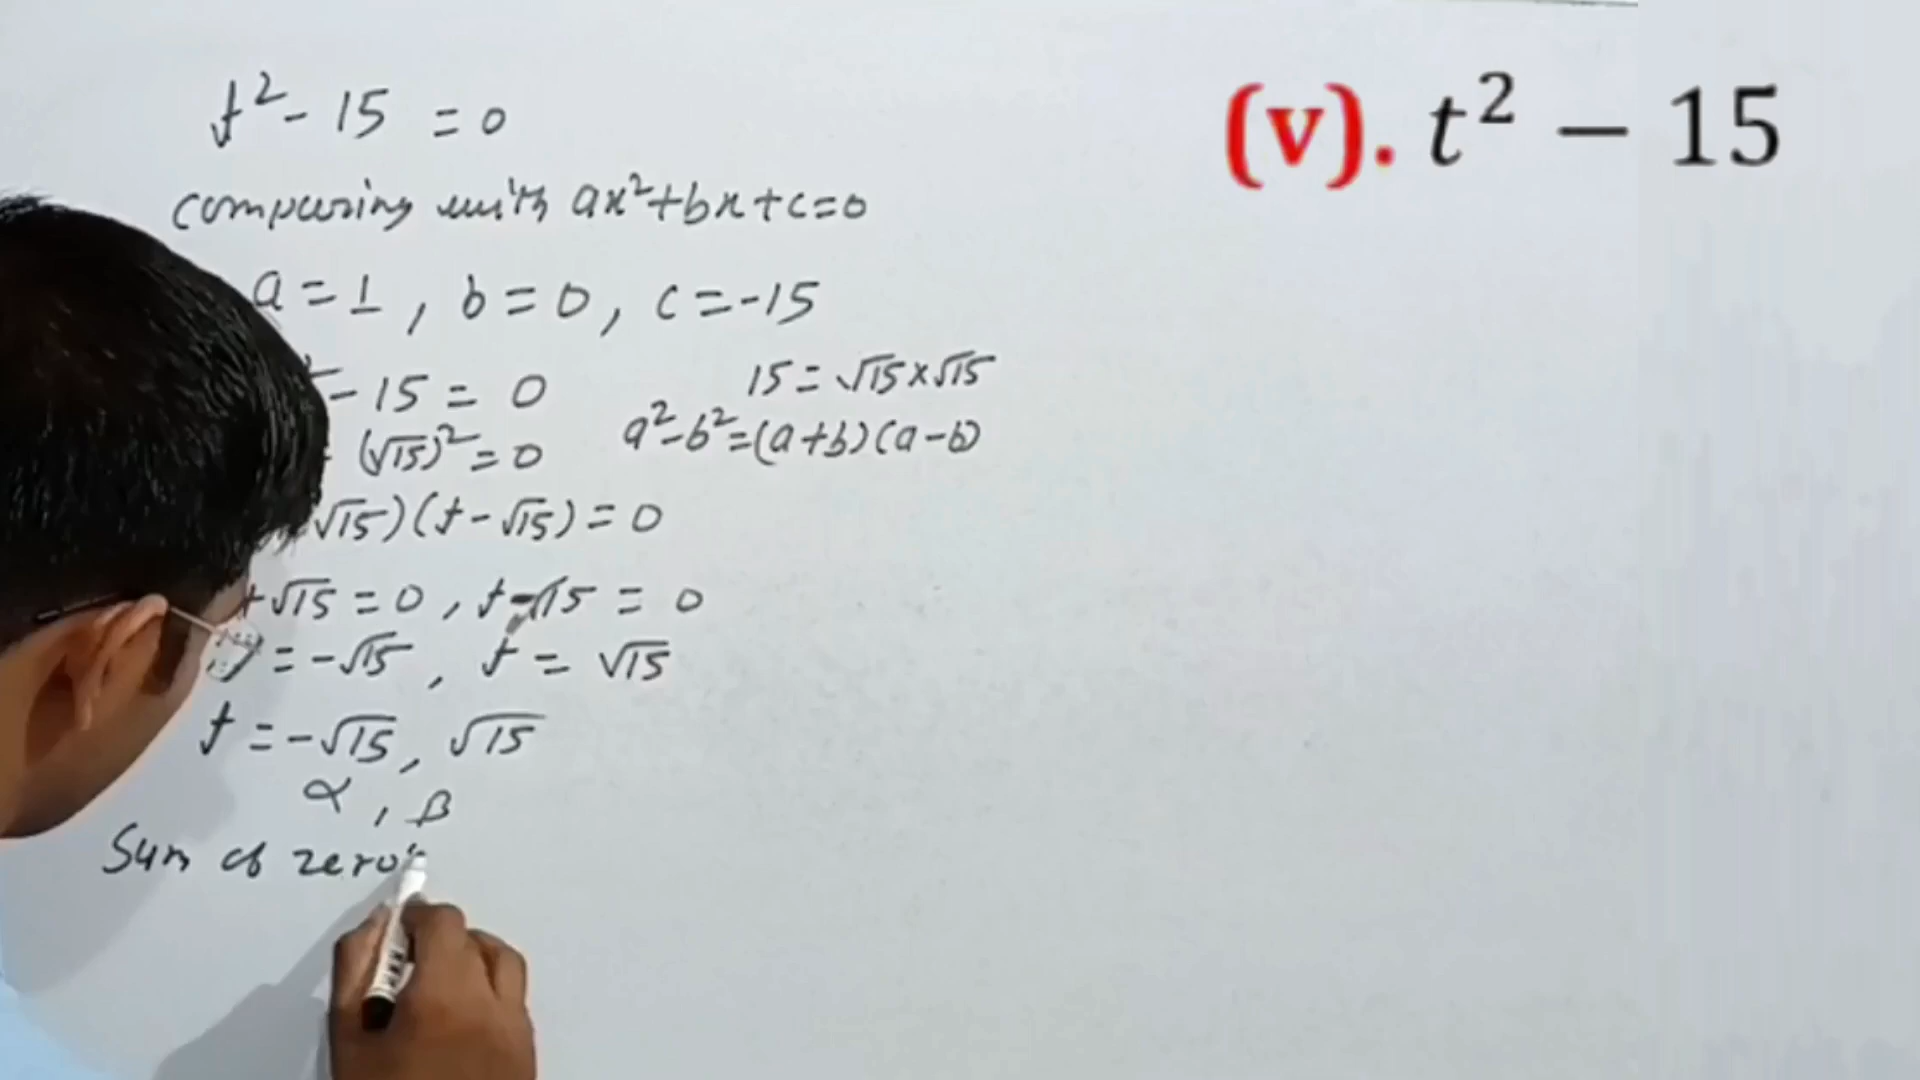 t² - 15 = 0
(v). t² − 15
comparing with ax²+bx+c=0
a = 1 , b = 0 , c = -15
- 15 = 0
15 = √15 × √15
(√15)² = 0
a² - b² = (a+b)(a-b)
√15)(t - √15) = 0
+√15 = 0 , t - √15 = 0
= -√15 , t = √15
t = -√15 , √15
α , β
Sum of